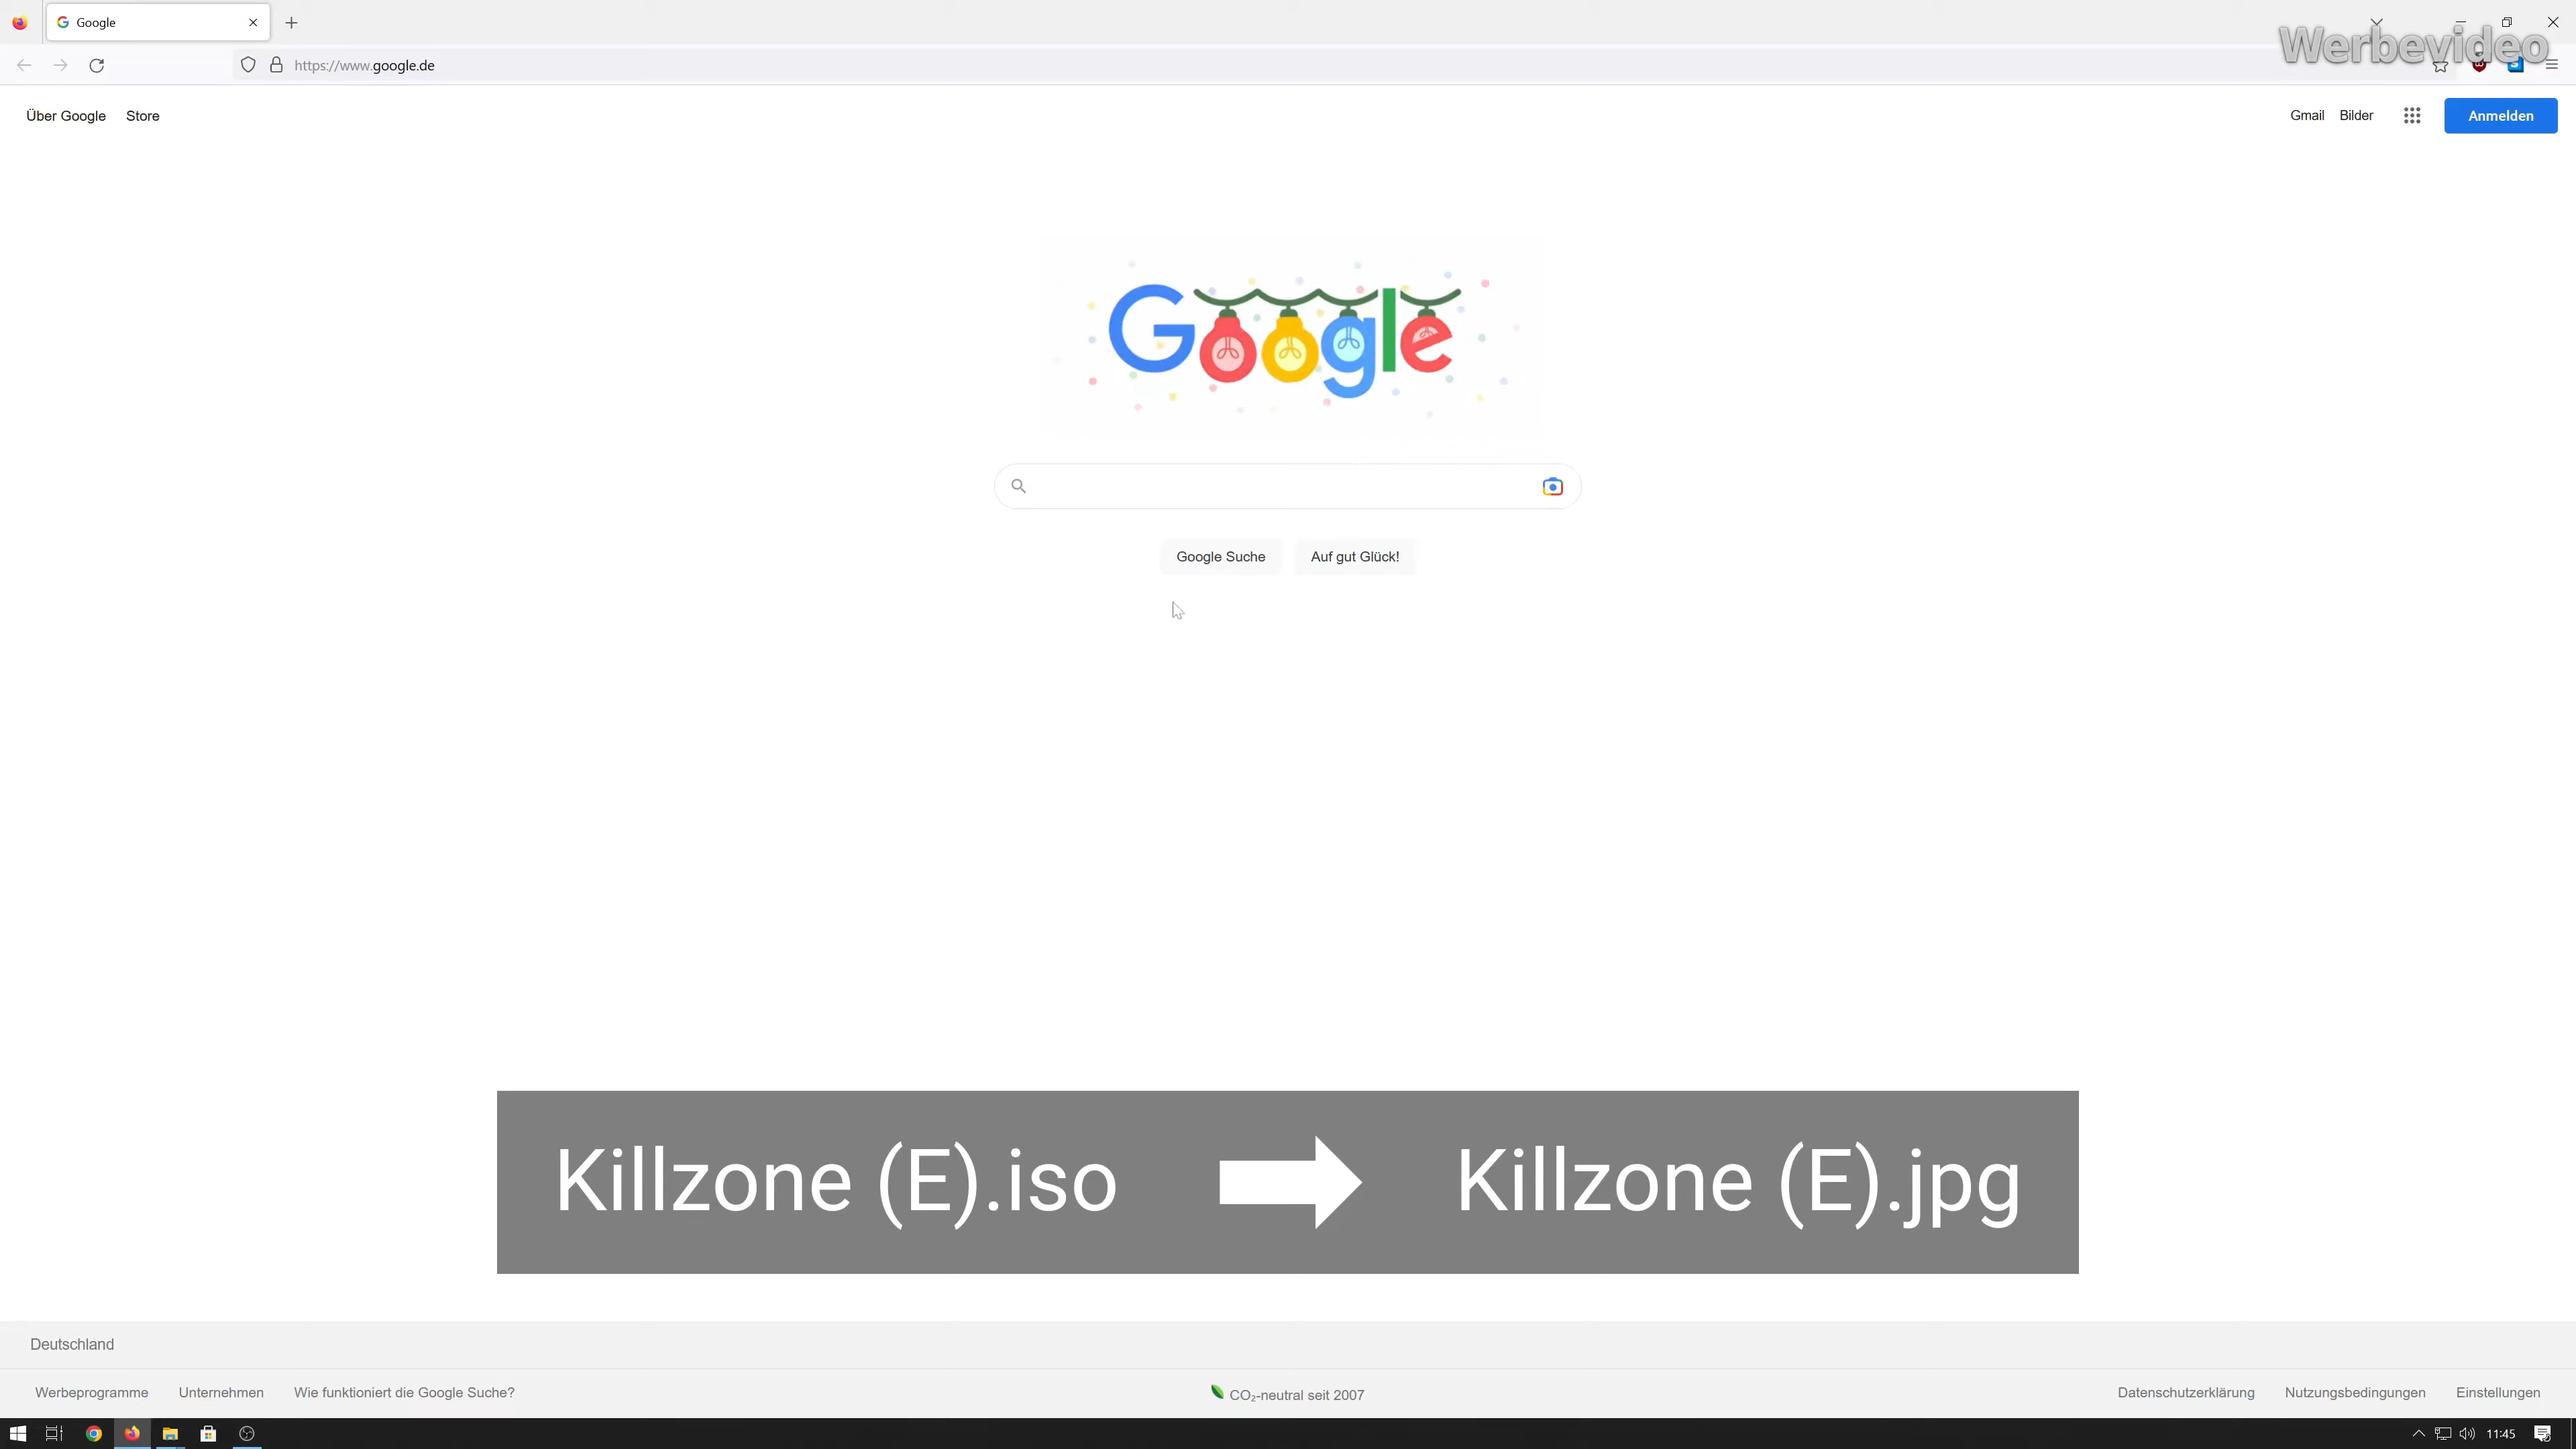 Google
Werbevideo
https://www.google.de
Über Google Store
Gmail Bilder Anmelden
Google
Google Suche Auf gut Glück!
Killzone (E).iso Killzone (E).jpg
Deutschland
Werbeprogramme Unternehmen Wie funktioniert die Google Suche? CO₂-neutral seit 2007 Datenschutzerklärung Nutzungsbedingungen Einstellungen
11:45